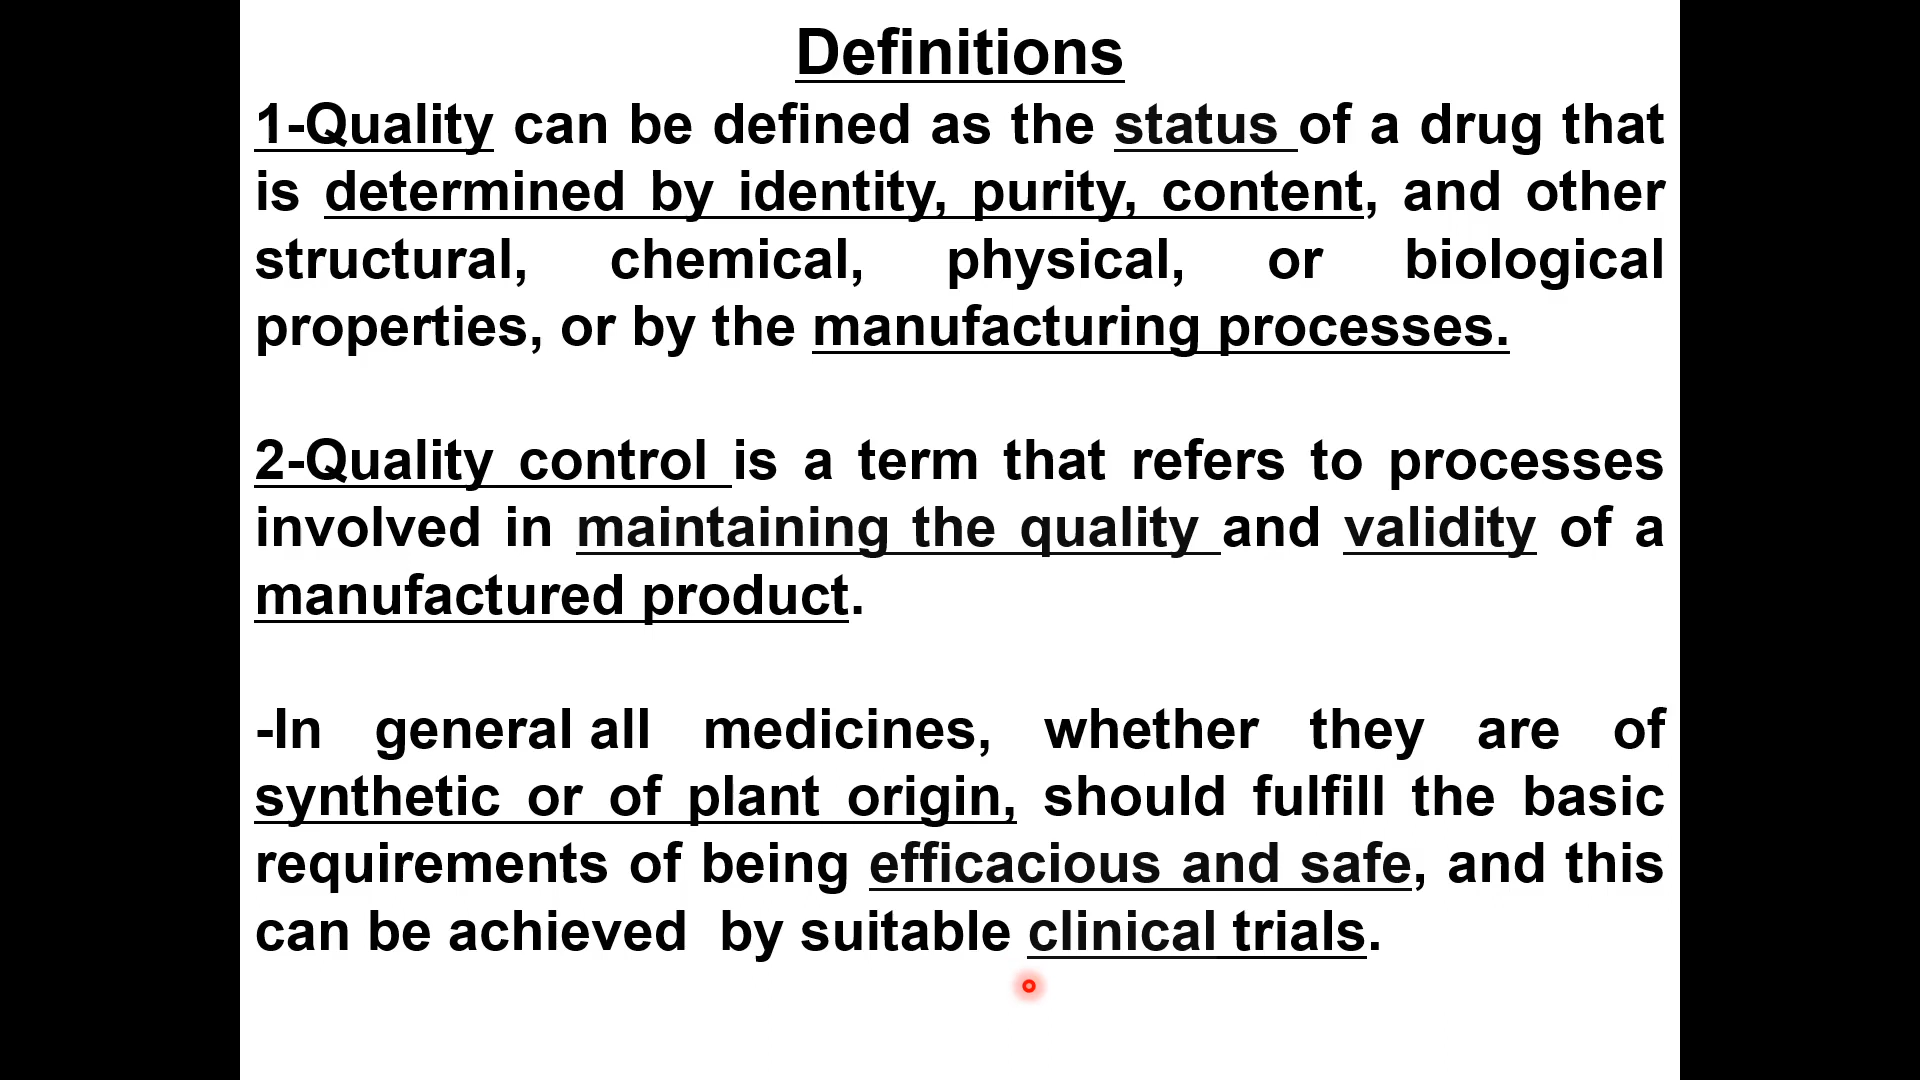 Definitions
1-Quality can be defined as the status of a drug that
is determined by identity, purity, content, and other
structural, chemical, physical, or biological
properties, or by the manufacturing processes.
2-Quality control is a term that refers to processes
involved in maintaining the quality and validity of a
manufactured product.
-In general all medicines, whether they are of
synthetic or of plant origin, should fulfill the basic
requirements of being efficacious and safe, and this
can be achieved  by suitable clinical trials.